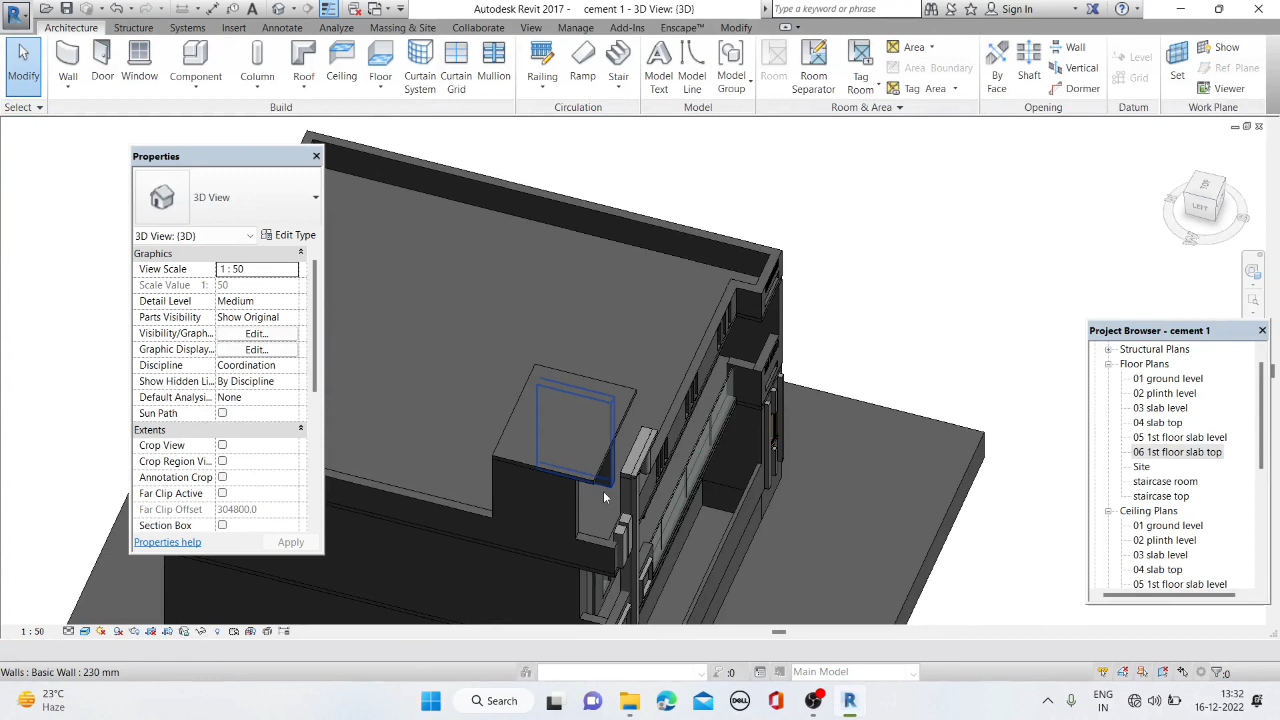 Autodesk Revit 2017 - cement 1 - 3D View: {3D}
Type a keyword or phrase
Sign In
Architecture Structure Systems Insert Annotate Analyze Massing & Site Collaborate View Manage Add-Ins Escape™ Modify
Modify Wall Door Window Component Column Roof Ceiling Floor Curtain System Curtain Grid Mullion Railing Ramp Stair Model Text Model Line Model Group Room Room Separator Tag Room Area Area Boundary Tag Area By Face Shaft Wall Vertical Dormer Level Grid Set Show Ref Plane Viewer
Select Build Circulation Model Room & Area Opening Datum Work Plane
Properties
3D View
3D View: {3D} Edit Type
Graphics
View Scale 1 : 50
Scale Value 1: 50
Detail Level Medium
Parts Visibility Show Original
Visibility/Graph... Edit...
Graphic Display... Edit...
Discipline Coordination
Show Hidden Li... By Discipline
Default Analysi... None
Sun Path
Extents
Crop View
Crop Region Vi...
Annotation Crop
Far Clip Active
Far Clip Offset 304800.0
Section Box
Properties help Apply
LEFT
Project Browser - cement 1
Structural Plans
Floor Plans
01 ground level
02 plinth level
03 slab level
04 slab top
05 1st floor slab level
06 1st floor slab top
Site
staircase room
staircase top
Ceiling Plans
01 ground level
02 plinth level
03 slab level
04 slab top
05 1st floor slab level
1 : 50
Walls : Basic Wall : 230 mm
:0
Main Model
:0
23°C
Haze
Search
ENG
IN
13:32
16-12-2022